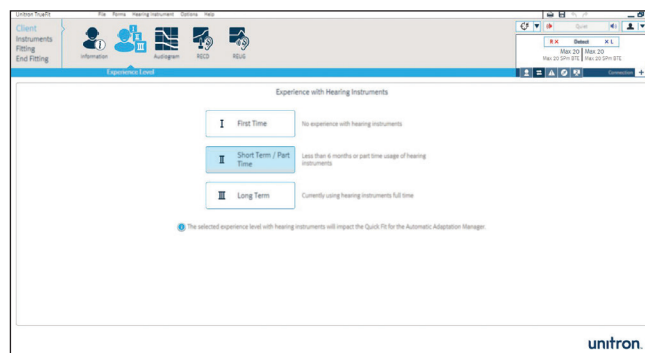 Unitron TrueFit File Forms Hearing Instrument Options Help
Client
Instruments
Fitting
End Fitting
Information
Audiogram
RECD
REUG
Experience Level
Quiet
R X Detect X L
Max 20 Max 20
Max 20 SPm BTE Max 20 SPm BTE
Connection +
Experience with Hearing Instruments
I First Time No experience with hearing instruments
II Short Term / Part Time Less than 6 months or part time usage of hearing instruments
III Long Term Currently using hearing instruments full time
The selected experience level with hearing instruments will impact the Quick Fit for the Automatic Adaptation Manager.
unitron.